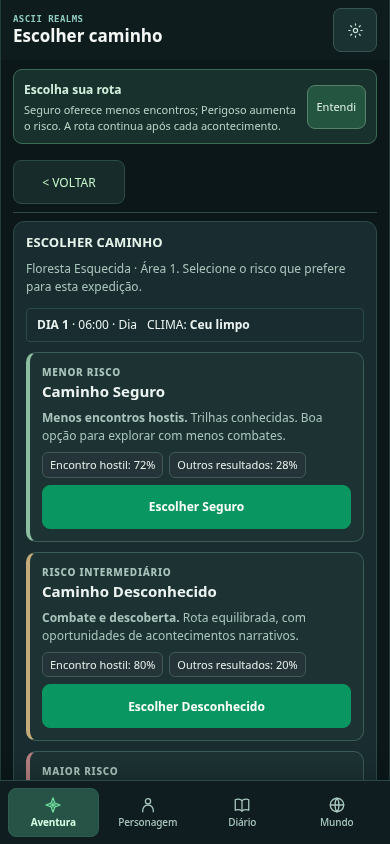 ASCII REALMS
Escolher caminho
Escolha sua rota
Seguro oferece menos encontros; Perigoso aumenta
o risco. A rota continua após cada acontecimento.
Entendi
< VOLTAR
ESCOLHER CAMINHO
Floresta Esquecida · Área 1. Selecione o risco que prefere
para esta expedição.
DIA 1 · 06:00 · Dia CLIMA: Ceu limpo
MENOR RISCO
Caminho Seguro
Menos encontros hostis. Trilhas conhecidas. Boa
opção para explorar com menos combates.
Encontro hostil: 72% Outros resultados: 28%
Escolher Seguro
RISCO INTERMEDIÁRIO
Caminho Desconhecido
Combate e descoberta. Rota equilibrada, com
oportunidades de acontecimentos narrativos.
Encontro hostil: 80% Outros resultados: 20%
Escolher Desconhecido
MAIOR RISCO
Aventura Personagem Diário Mundo